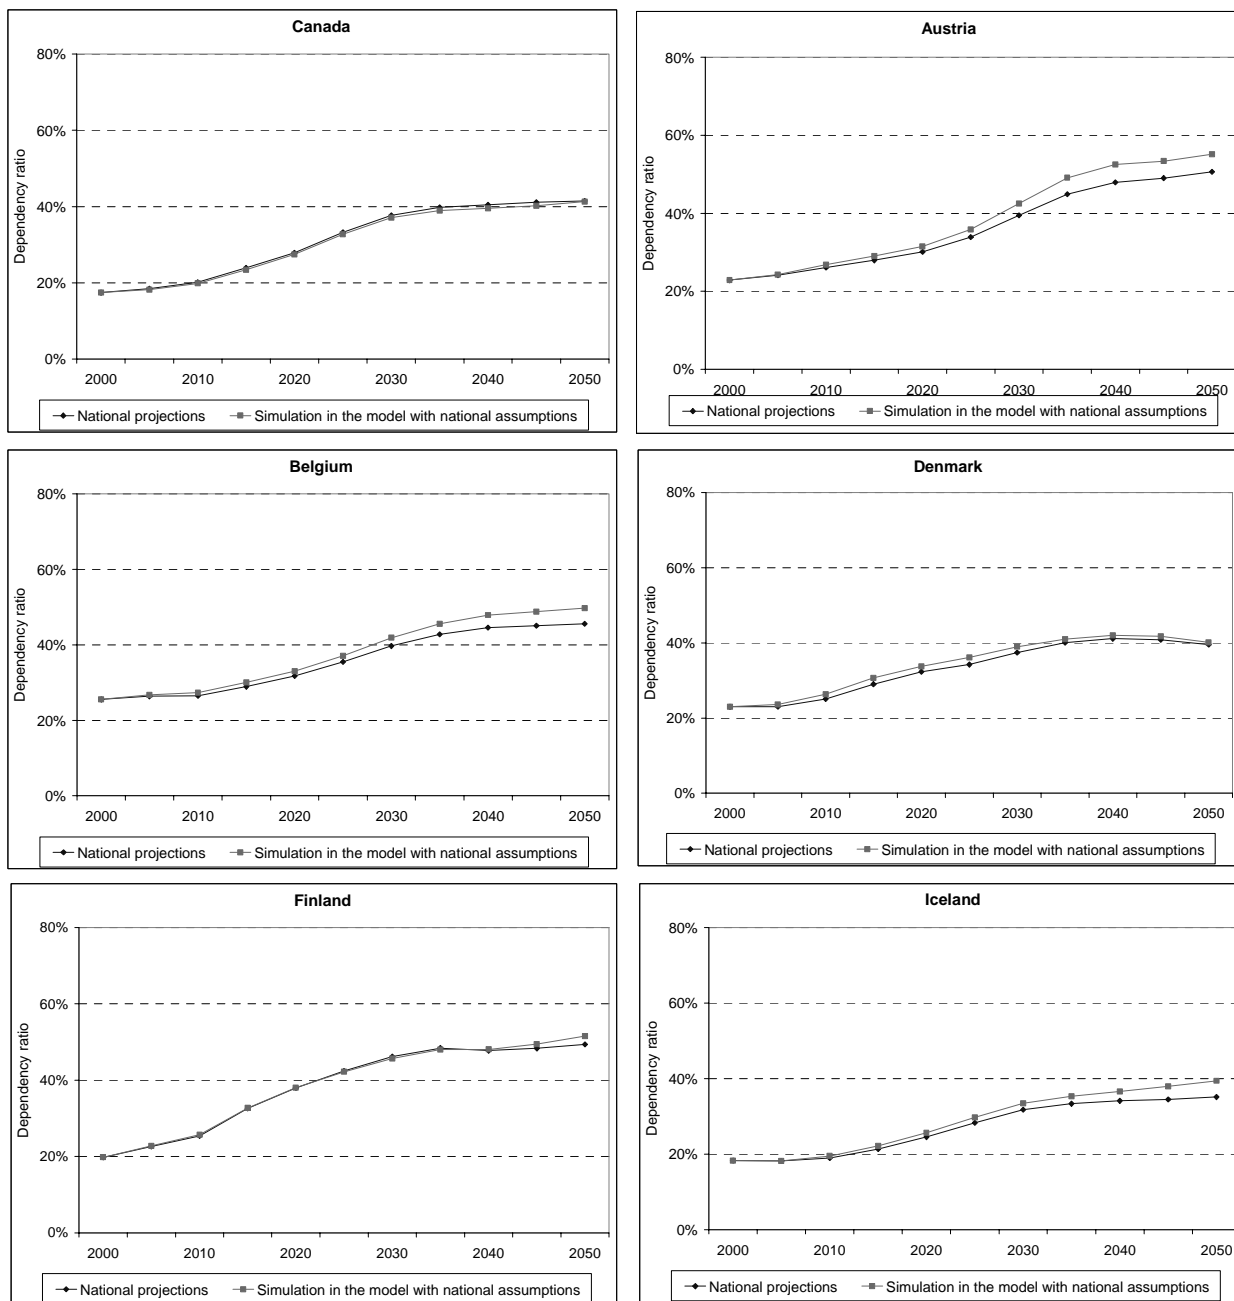 Canada
80%
60%
40%
20%
0%
Dependency ratio
2000 2010 2020 2030 2040 2050
National projections Simulation in the model with national assumptions
Austria
80%
60%
40%
20%
0%
Dependency ratio
2000 2010 2020 2030 2040 2050
National projections Simulation in the model with national assumptions
Belgium
80%
60%
40%
20%
0%
Dependency ratio
2000 2010 2020 2030 2040 2050
National projections Simulation in the model with national assumptions
Denmark
80%
60%
40%
20%
0%
Dependency ratio
2000 2010 2020 2030 2040 2050
National projections Simulation in the model with national assumptions
Finland
80%
60%
40%
20%
0%
Dependency ratio
2000 2010 2020 2030 2040 2050
National projections Simulation in the model with national assumptions
Iceland
80%
60%
40%
20%
0%
Dependency ratio
2000 2010 2020 2030 2040 2050
National projections Simulation in the model with national assumptions